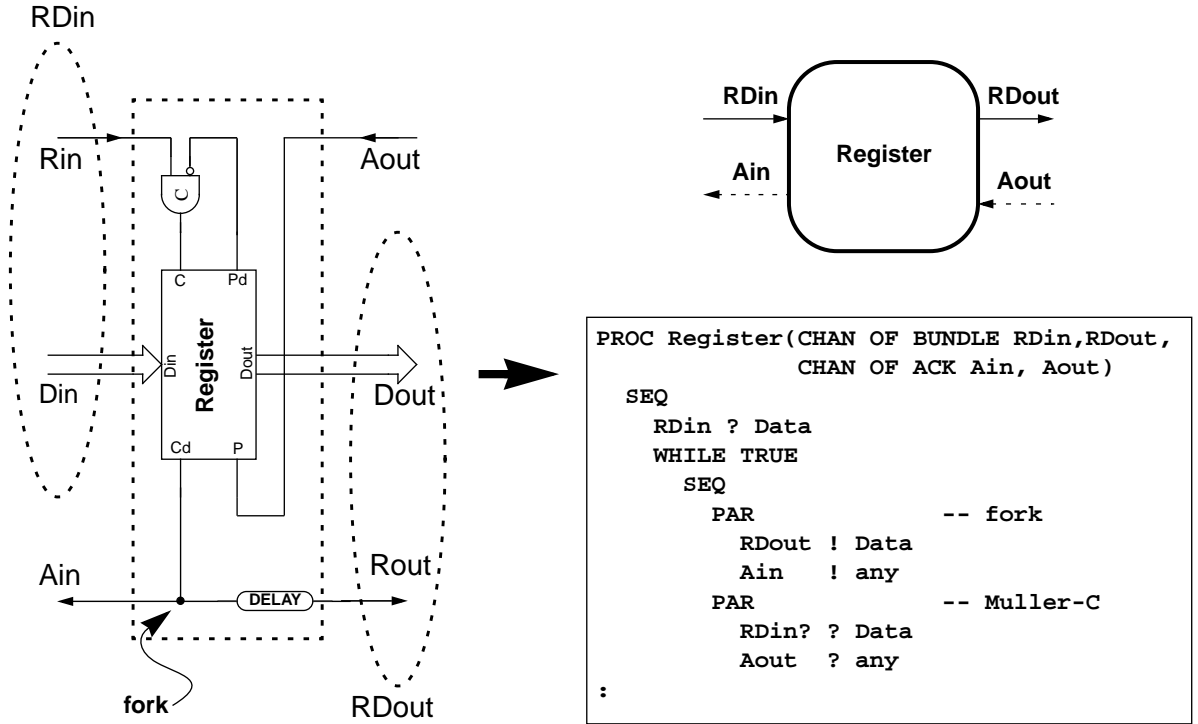 RDin
Rin
Aout
C
C Pd
Din
Register
Dout
Din
Dout
Cd P
Ain
Rout
DELAY
fork
RDout
RDin
RDout
Register
Ain
Aout
PROC Register(CHAN OF BUNDLE RDin,RDout,
CHAN OF ACK Ain, Aout)
SEQ
RDin ? Data
WHILE TRUE
SEQ
PAR -- fork
RDout ! Data
Ain ! any
PAR -- Muller-C
RDin? ? Data
Aout ? any
: